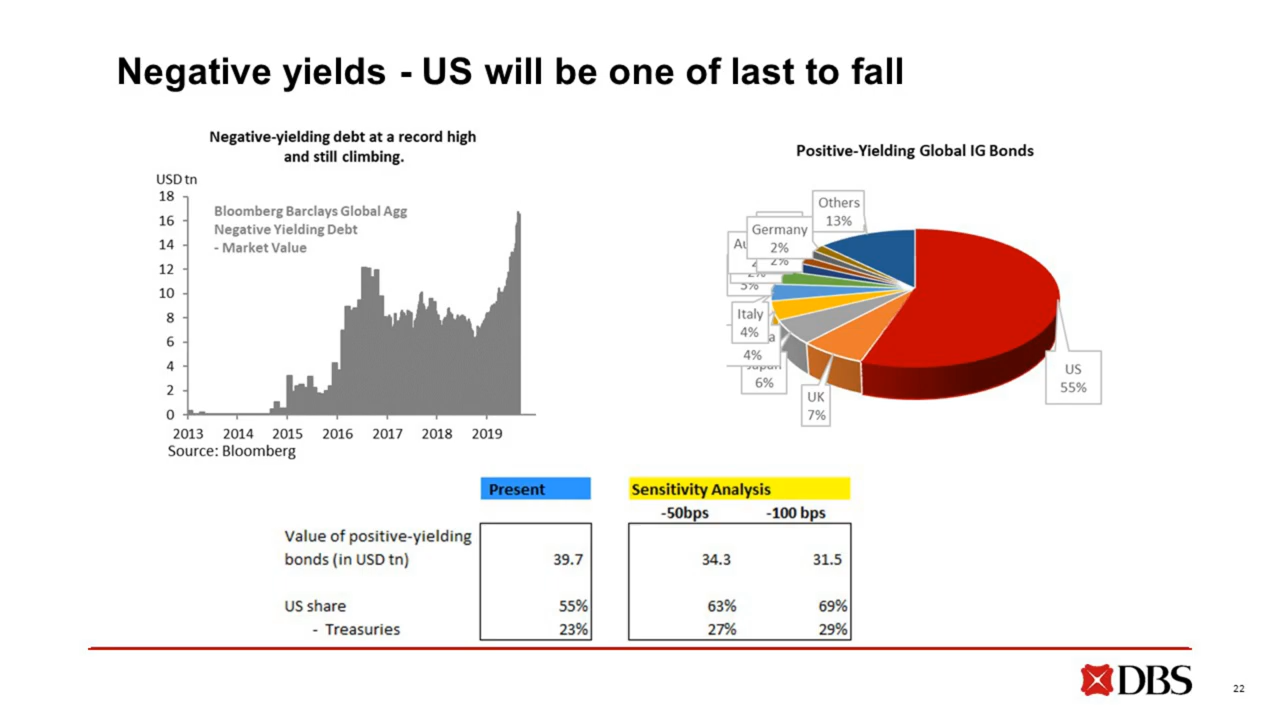 Negative yields - US will be one of last to fall
Negative-yielding debt at a record high
and still climbing.
USD tn
18
16
14
12
10
8
6
4
2
0
Bloomberg Barclays Global Agg
Negative Yielding Debt
- Market Value
2013 2014 2015 2016 2017 2018 2019
Source: Bloomberg
Positive-Yielding Global IG Bonds
Others
13%
Germany
2%
2%
Italy
4%
4%
6%
UK
7%
US
55%
Present
Sensitivity Analysis
-50bps -100 bps
Value of positive-yielding
bonds (in USD tn) 39.7 34.3 31.5
US share 55% 63% 69%
- Treasuries 23% 27% 29%
DBS
22